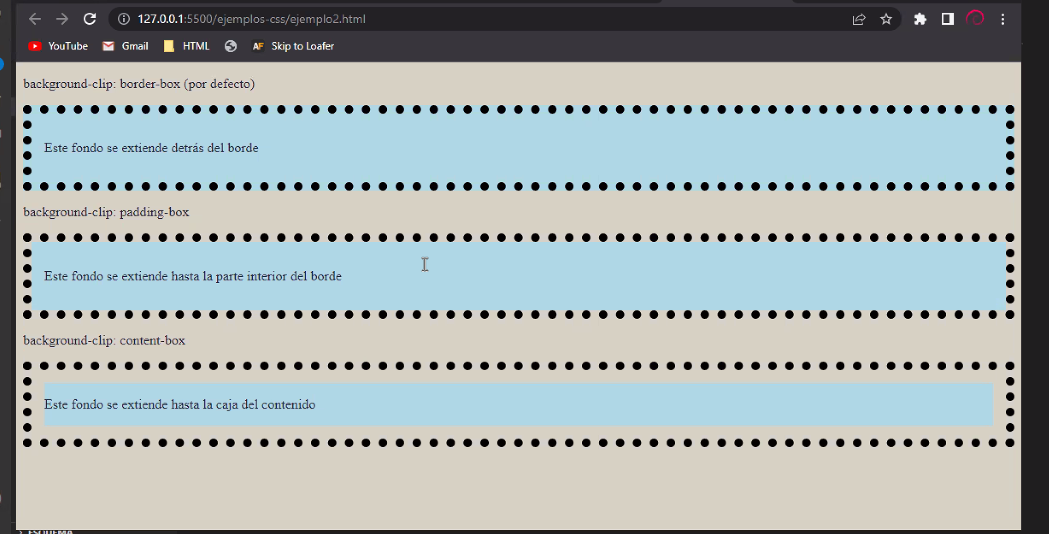 127.0.0.1:5500/ejemplos-css/ejemplo2.html
YouTube Gmail HTML AF Skip to Loafer
background-clip: border-box (por defecto)
Este fondo se extiende detrás del borde
background-clip: padding-box
Este fondo se extiende hasta la parte interior del borde
background-clip: content-box
Este fondo se extiende hasta la caja del contenido
ESQUEMA